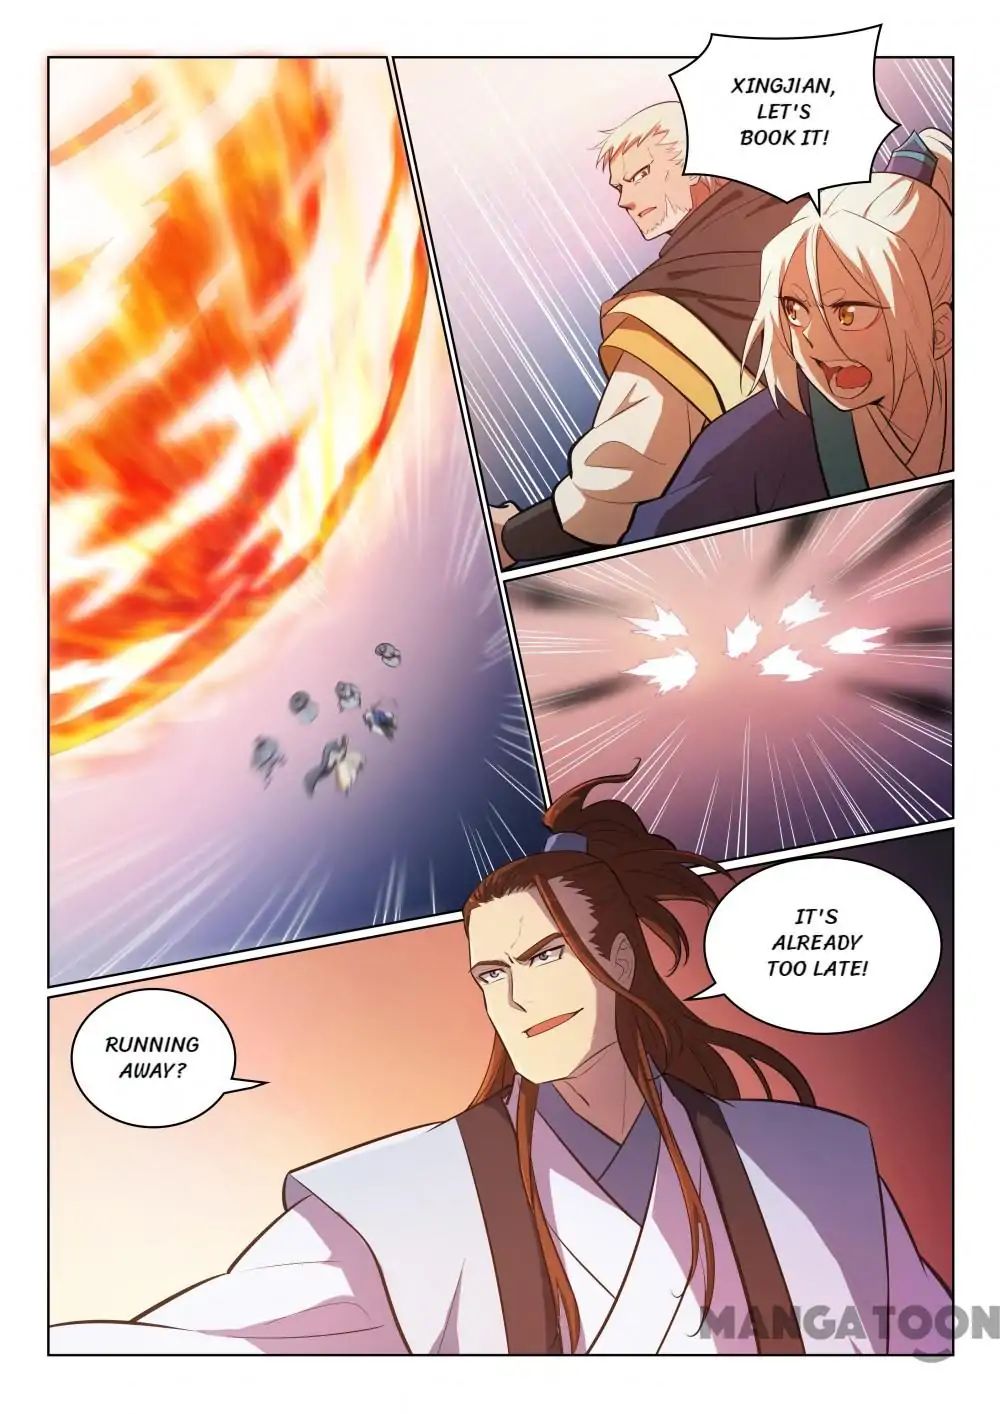 XINGJIAN,
LET'S
BOOK IT!
IT'S
ALREADY
TOO LATE!
RUNNING
AWAY?
MANGATOON